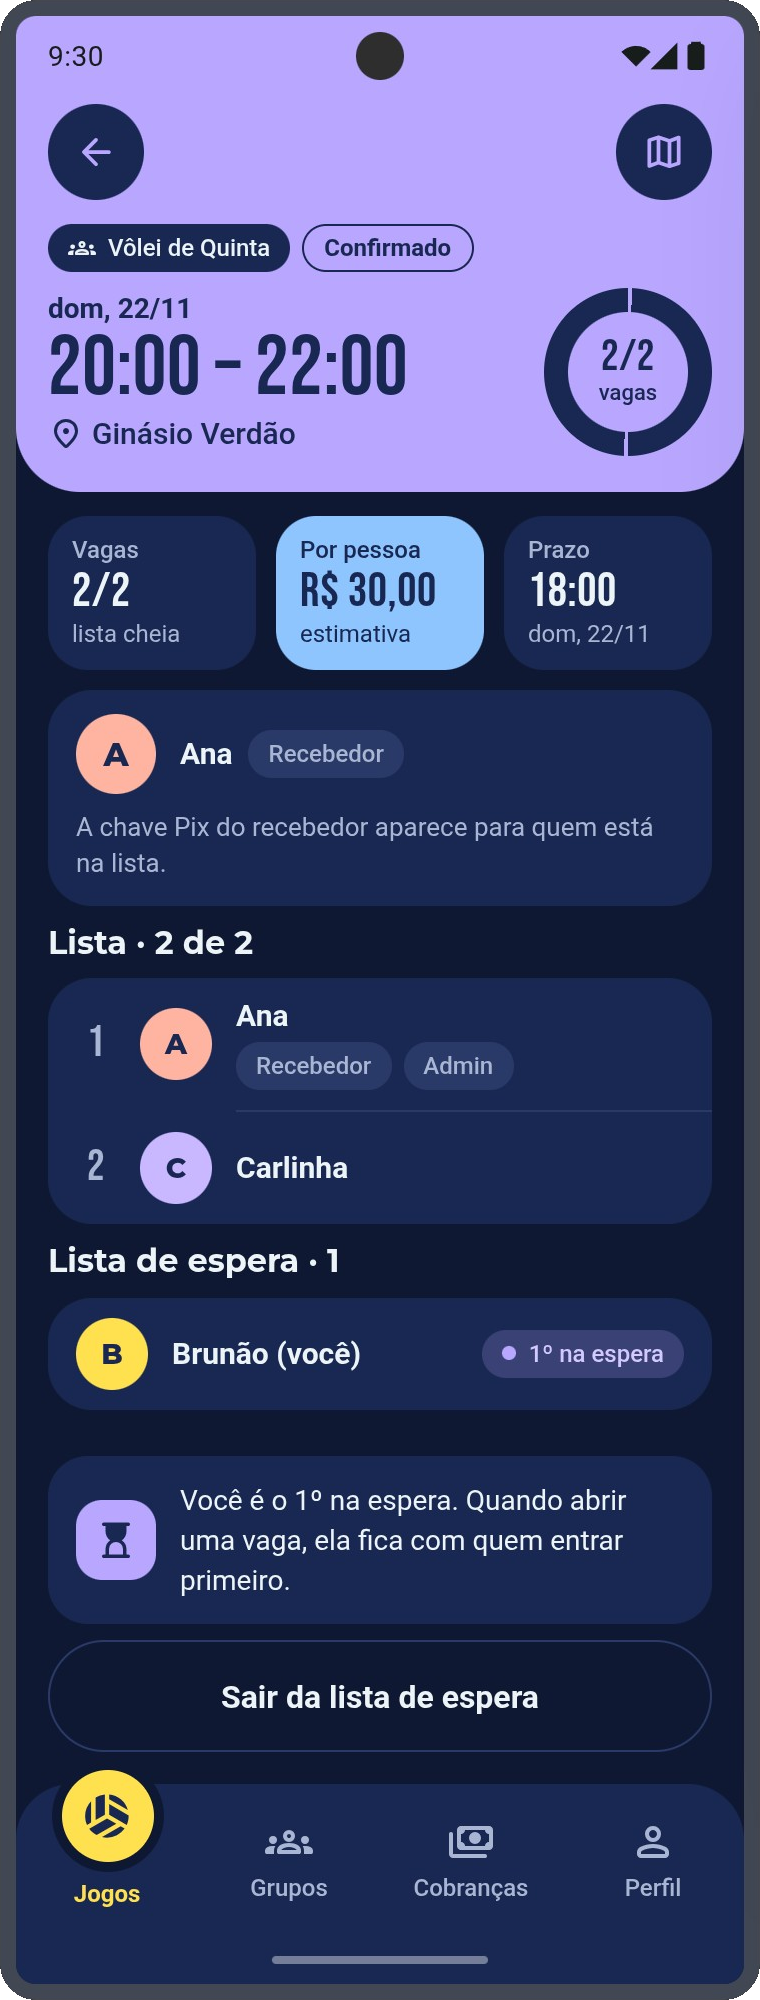 9:30
Vôlei de Quinta
Confirmado
dom, 22/11
20:00 – 22:00
Ginásio Verdão
2/2
vagas
Vagas
2/2
lista cheia
Por pessoa
R$ 30,00
estimativa
Prazo
18:00
dom, 22/11
A
Ana
Recebedor
A chave Pix do recebedor aparece para quem está
na lista.
Lista · 2 de 2
1
A
Ana
Recebedor
Admin
2
C
Carlinha
Lista de espera · 1
B
Brunão (você)
1º na espera
Você é o 1º na espera. Quando abrir
uma vaga, ela fica com quem entrar
primeiro.
Sair da lista de espera
Jogos
Grupos
Cobranças
Perfil